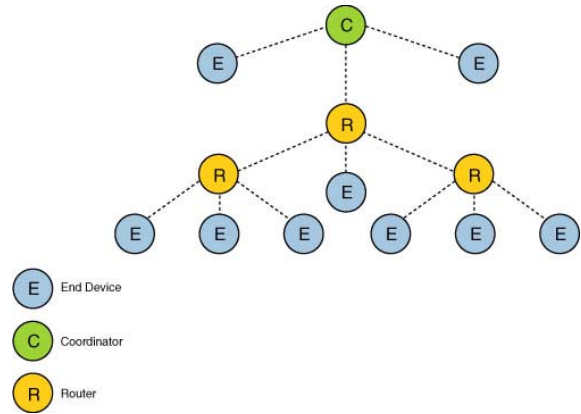 C
E E
R
R R
E
E E E E E E
E End Device
C Coordinator
R Router